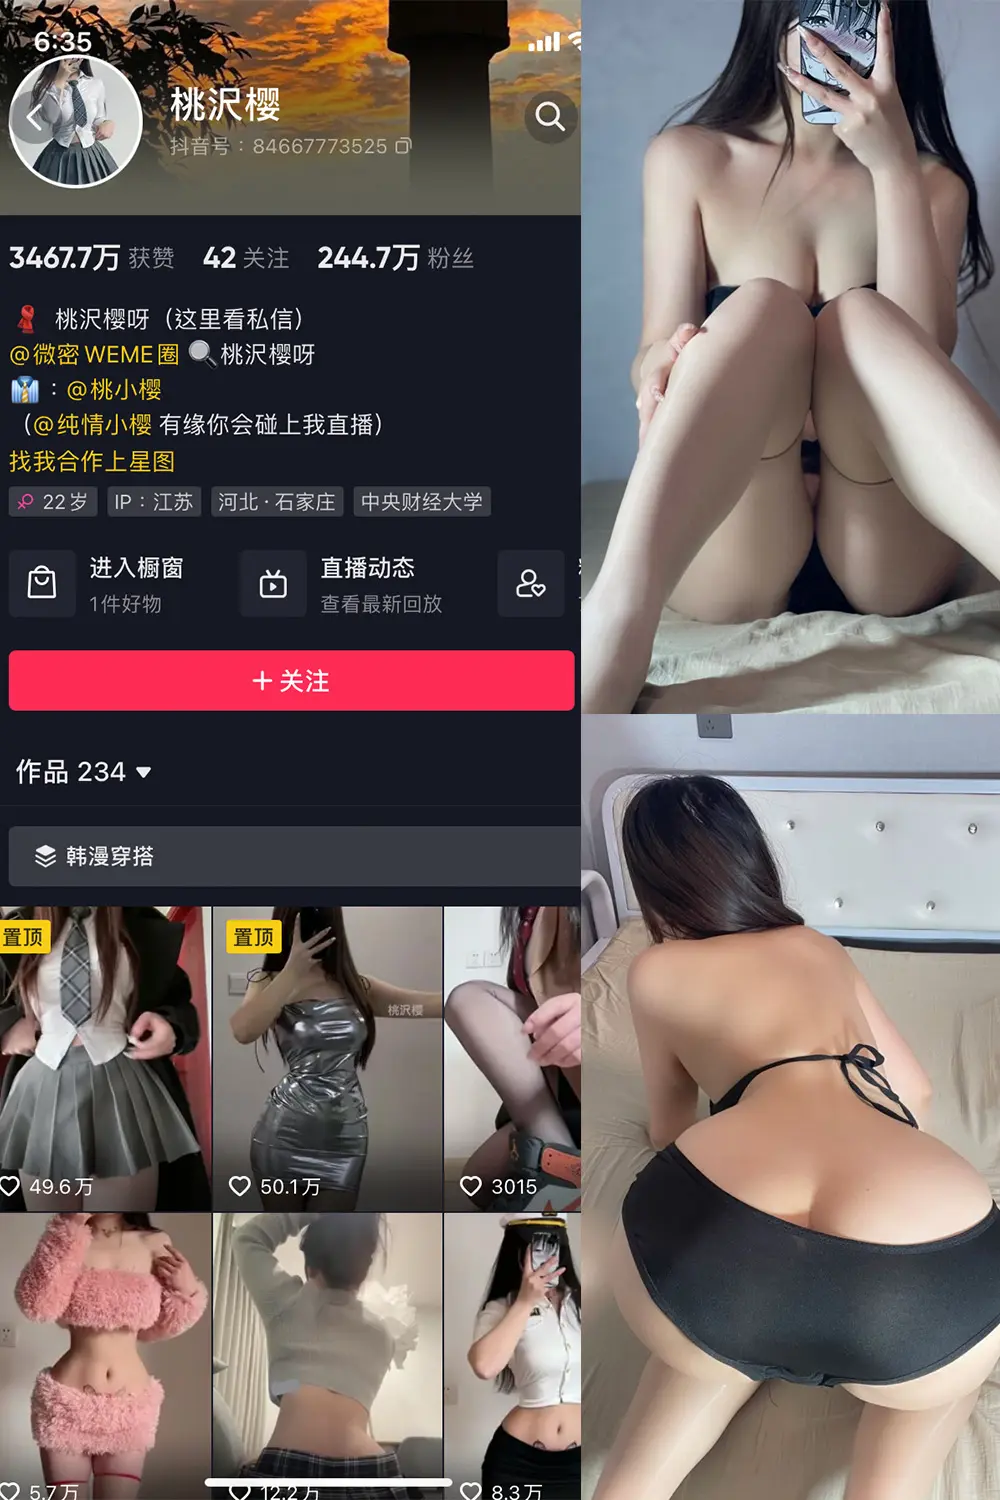 6:35
桃沢樱
抖音号：84667773525
3467.7万 获赞 42 关注 244.7万 粉丝
桃沢樱呀（这里看私信）
@微密WEME圈 桃沢樱呀
：@桃小樱
（@纯情小樱 有缘你会碰上我直播）
找我合作上星图
22岁 IP：江苏 河北·石家庄 中央财经大学
进入橱窗 直播动态
1件好物 查看最新回放
+ 关注
作品 234
韩漫穿搭
置顶 置顶
桃沢樱
49.6万 50.1万 3015
5.7万 12.2万 8.3万